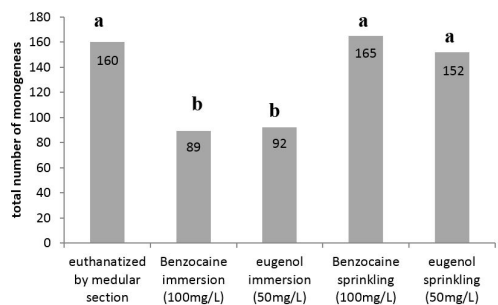 180
160
140
120
100
80
60
40
20
0
total number of monogeneas
a
b
b
a
a
160
89
92
165
152
euthanatized
by medular
section
Benzocaine
immersion
(100mg/L)
eugenol
immersion
(50mg/L)
Benzocaine
sprinkling
(100mg/L)
eugenol
sprinkling
(50mg/L)